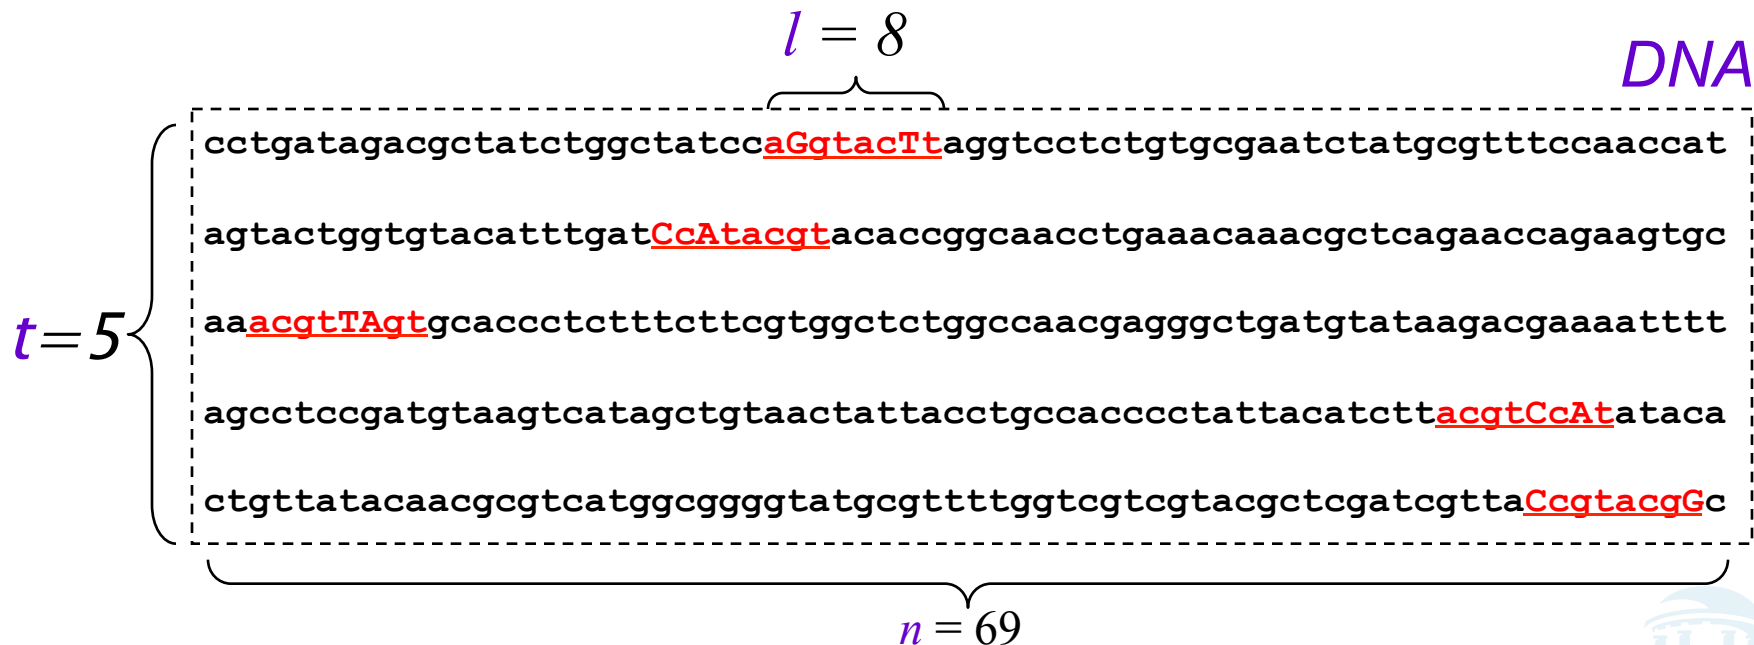 l = 8
DNA
cctgatagacgctatctggctatccaGgtacTtaggtcctctgtgcgaatctatgcgtttccaaccat
agtactggtgtacatttgatCcAtacgtacaccggcaacctgaaacaaacgctcagaaccagaagtgc
t=5
aaacgtTAgtgcaccctctttcttcgtggctctggccaacgagggctgatgtataagacgaaaatttt
agcctccgatgtaagtcatagctgtaactattacctgccacccctattacatcttacgtCcAtataca
ctgttatacaacgcgtcatggcggggtatgcgttttggtcgtcgtacgctcgatcgttaCcgtacgGc
n = 69